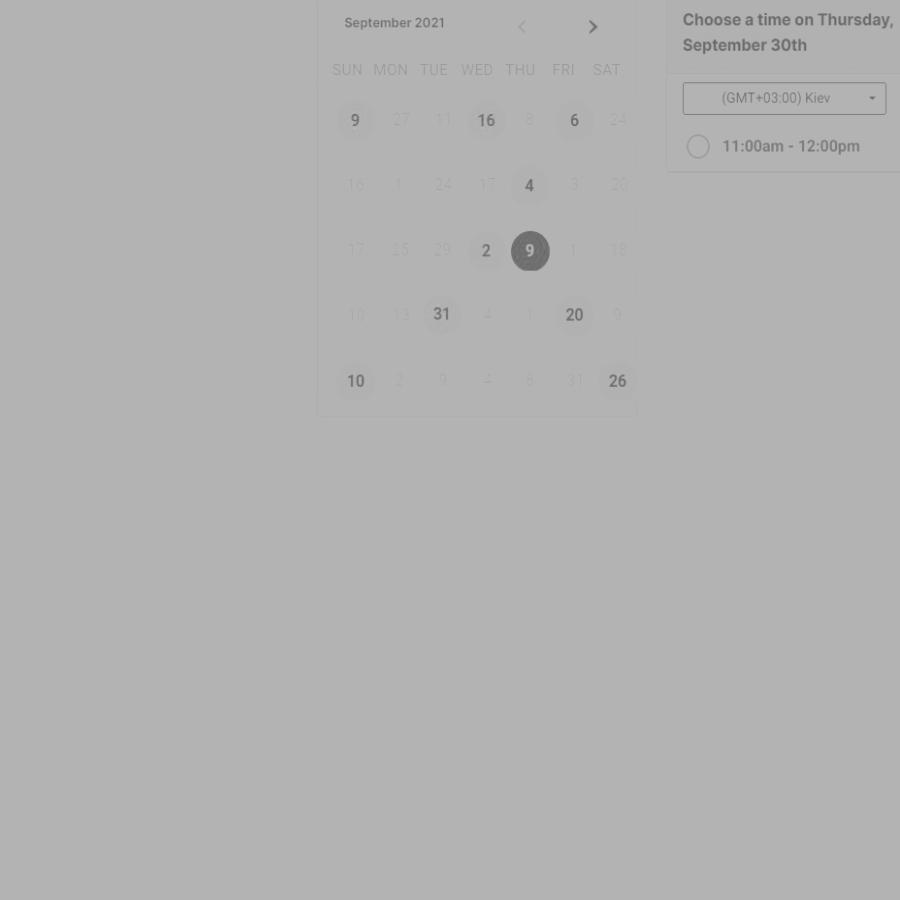 September 2021
SUN MON TUE WED THU FRI SAT
9 27 11 16 8 6 24
16 1 24 17 4 3 20
17 25 29 2 9 1 18
10 13 31 4 1 20 9
10 2 9 4 6 31 26
Choose a time on Thursday,
September 30th
(GMT+03:00) Kiev
11:00am - 12:00pm